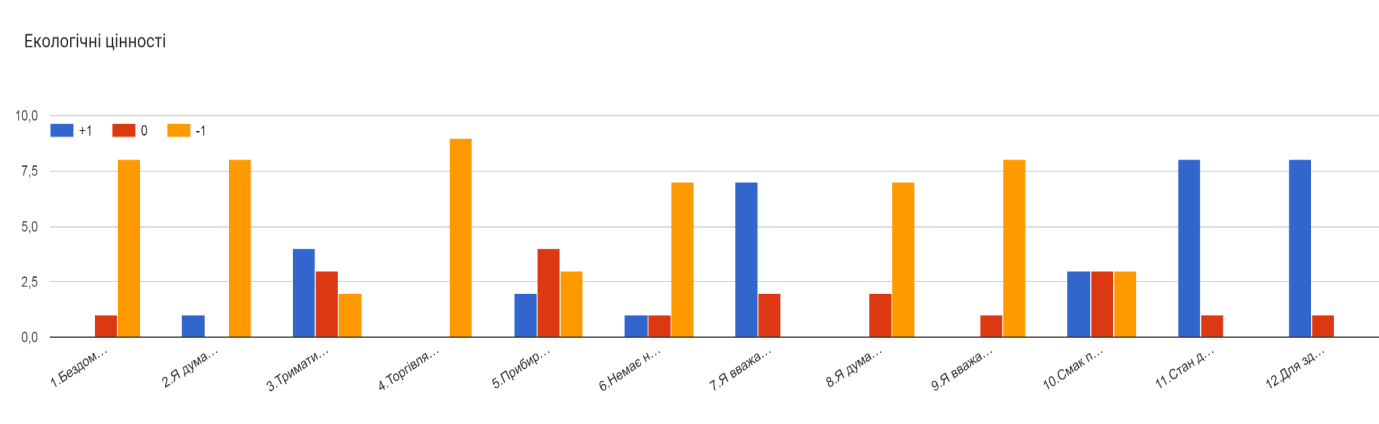 Екологічні цінності
10,0
+1 0 -1
7,5
5,0
2,5
0,0
1.Бездом…
2.Я дума…
3.Тримати…
4.Торгівля…
5.Прибир…
6.Немає н…
7.Я вважа…
8.Я дума…
9.Я вважа…
10.Смак п…
11.Стан д…
12.Для зд…